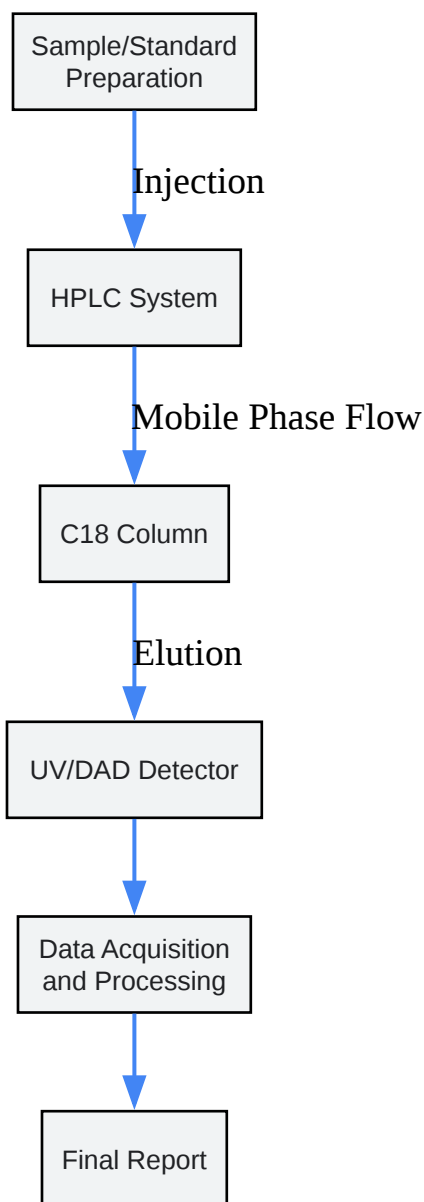 Sample/Standard
Preparation
Injection
HPLC System
Mobile Phase Flow
C18 Column
Elution
UV/DAD Detector
Data Acquisition
and Processing
Final Report